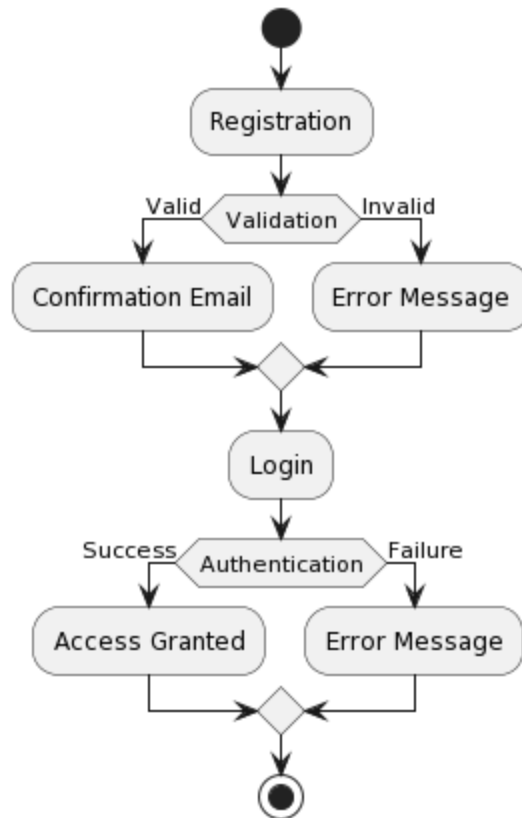 Registration
Valid
Validation
Invalid
Confirmation Email
Error Message
Login
Success
Authentication
Failure
Access Granted
Error Message